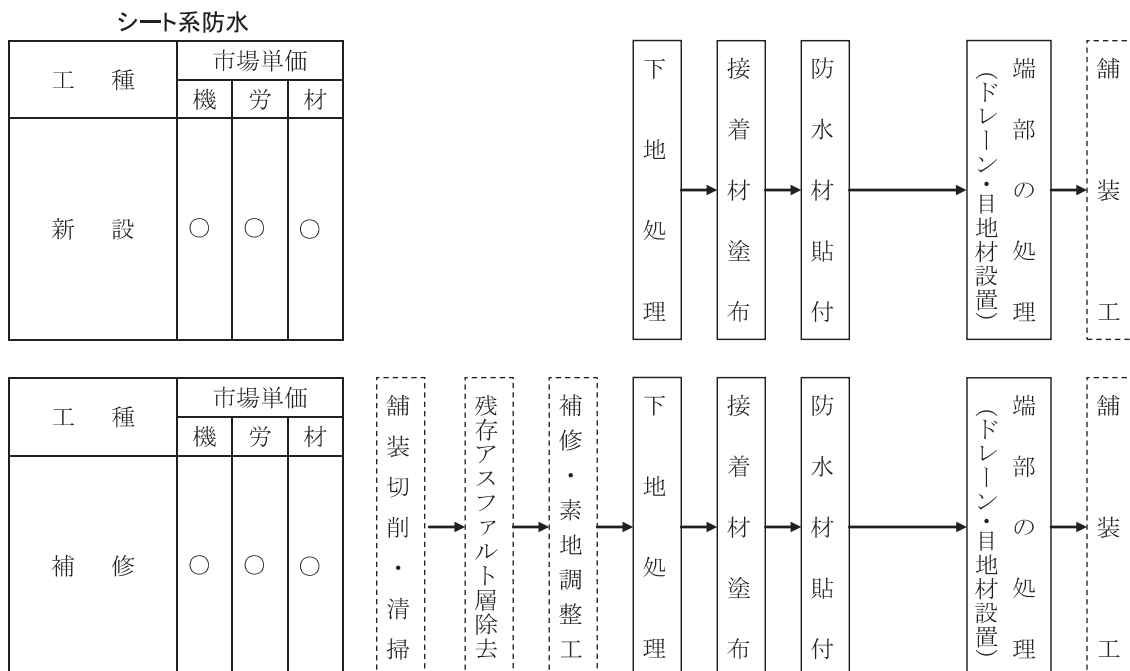 シート系防水
工種
市場単価
機 労 材
新設
○ ○ ○
下地処理
接着材塗布
防水材貼付
端部の処理
(ドレーン・目地材設置)
舗装工
工種
市場単価
機 労 材
補修
○ ○ ○
舗装切削・清掃
残存アスファルト層除去
補修・素地調整工
下地処理
接着材塗布
防水材貼付
端部の処理
(ドレーン・目地材設置)
舗装工